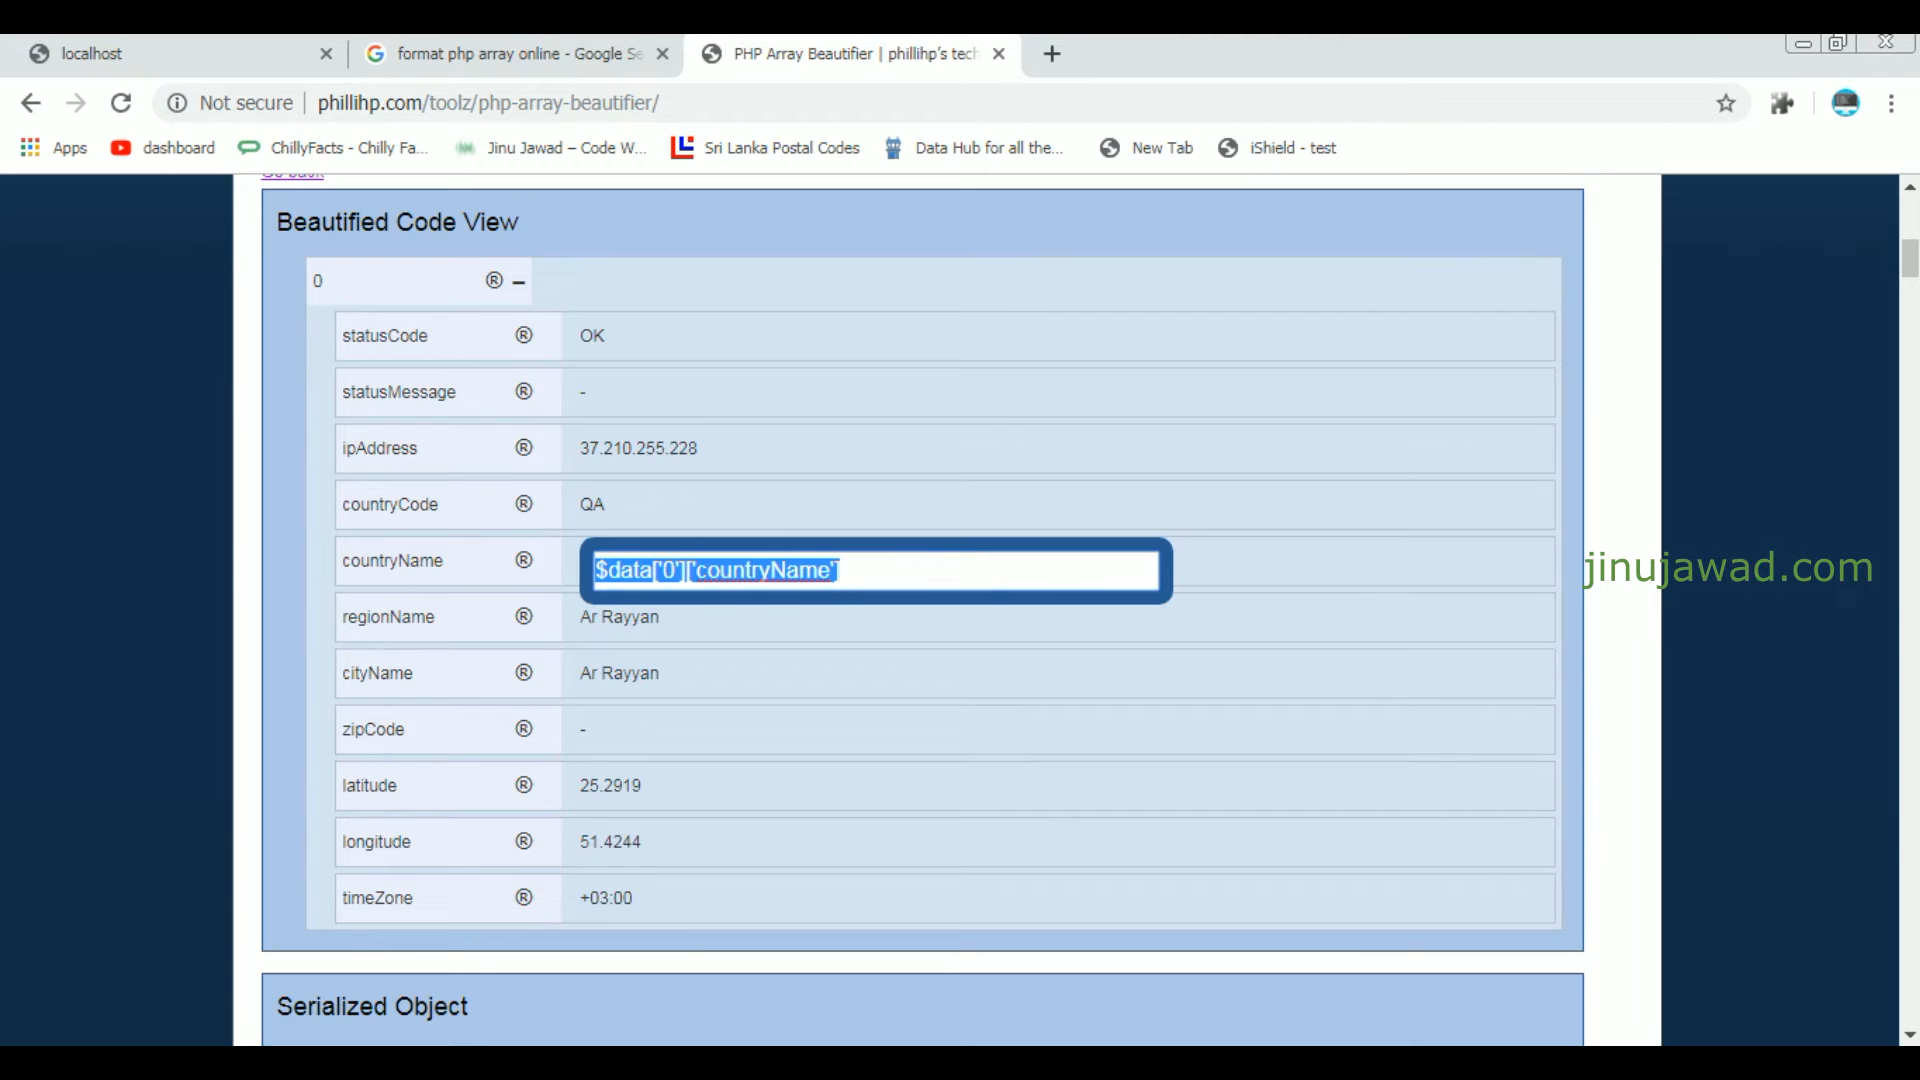 localhost
format php array online - Google Se
PHP Array Beautifier | phillihp's tech
Not secure
phillihp.com/toolz/php-array-beautifier/
Apps
dashboard
ChillyFacts - Chilly Fa...
Jinu Jawad – Code W...
Sri Lanka Postal Codes
Data Hub for all the...
New Tab
iShield - test
Go back
Beautified Code View
0 ® –
statusCode ® OK
statusMessage ® -
ipAddress ® 37.210.255.228
countryCode ® QA
countryName ® $data['0']['countryName']
jinujawad.com
regionName ® Ar Rayyan
cityName ® Ar Rayyan
zipCode ® -
latitude ® 25.2919
longitude ® 51.4244
timeZone ® +03:00
Serialized Object